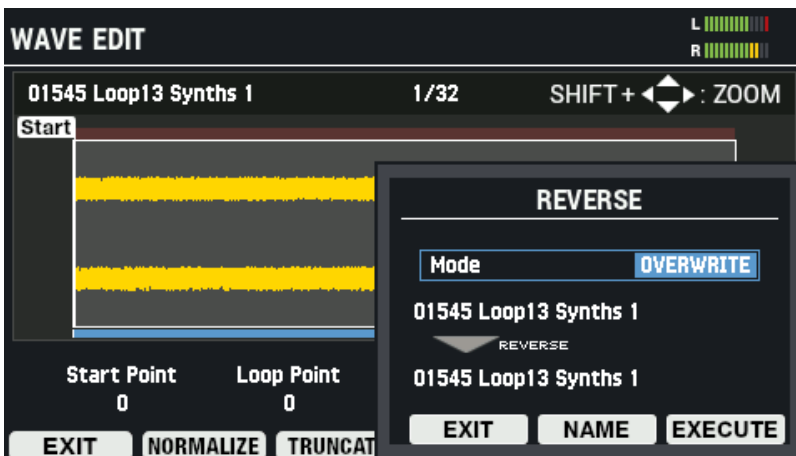 WAVE EDIT
L
R
01545 Loop13 Synths 1 1/32 SHIFT + : ZOOM
Start
REVERSE
Mode OVERWRITE
01545 Loop13 Synths 1
REVERSE
01545 Loop13 Synths 1
Start Point Loop Point
0 0
EXIT NAME EXECUTE
EXIT NORMALIZE TRUNCAT